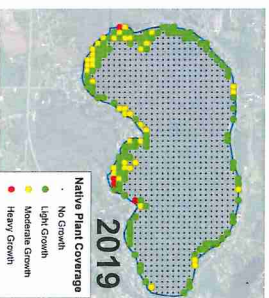 2019
Native Plant Coverage
No Growth
Light Growth
Moderate Growth
Heavy Growth